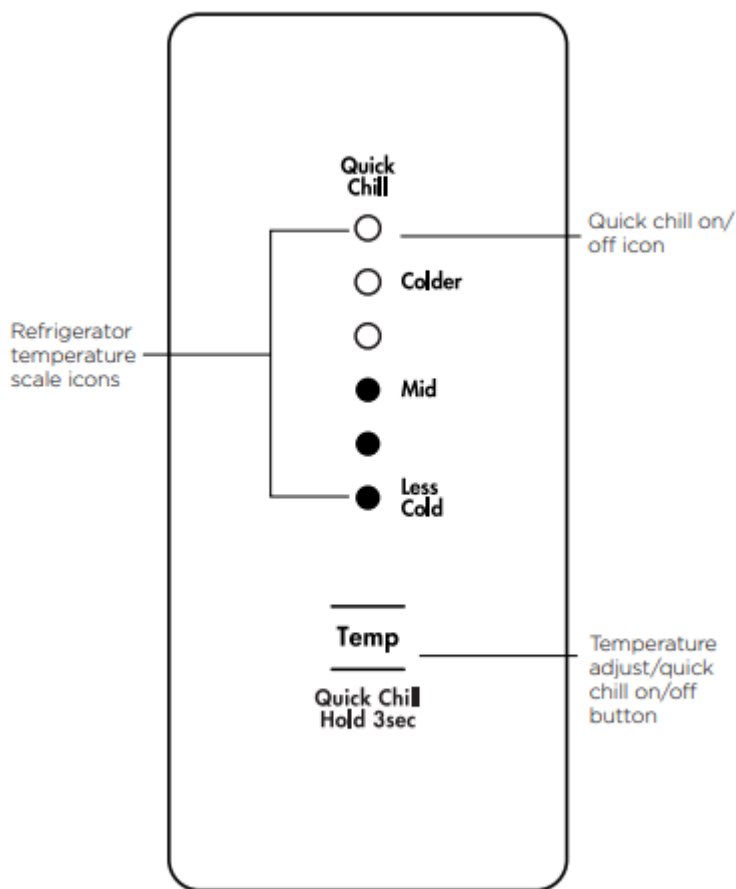 Quick
Chill
Quick chill on/
off icon
Colder
Refrigerator
temperature
scale icons
Mid
Less
Cold
Temp
Temperature
adjust/quick
chill on/off
button
Quick Chill
Hold 3sec